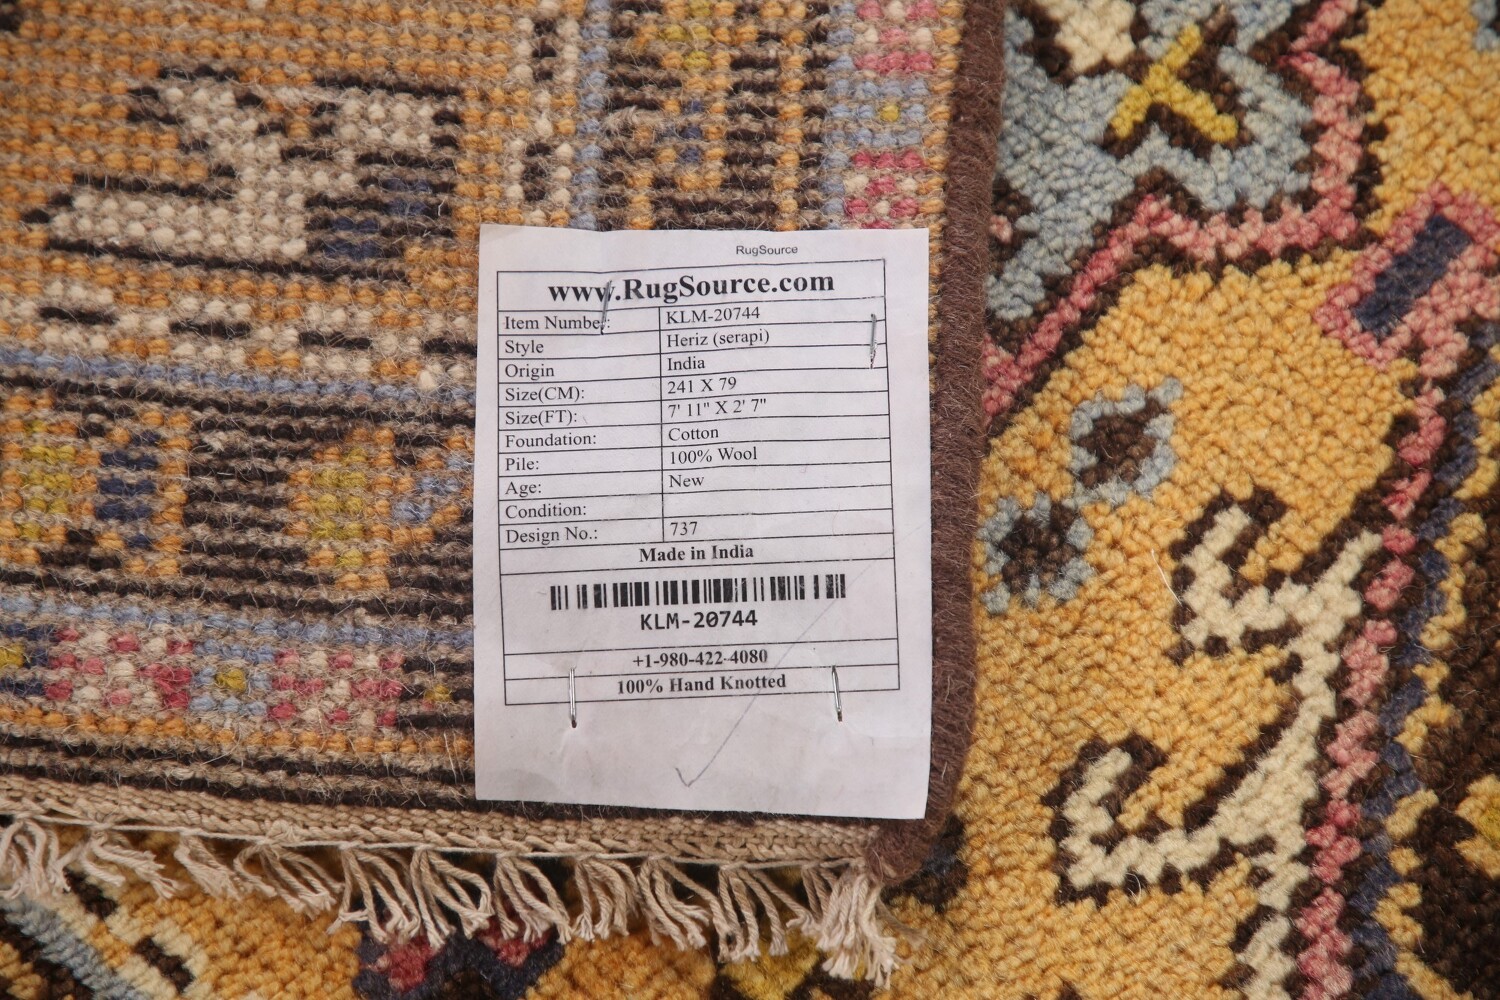 RugSource
www.RugSource.com
Item Number: KLM-20744
Style Heriz (serapi)
Origin India
Size(CM): 241 X 79
Size(FT): 7' 11" X 2' 7"
Foundation: Cotton
Pile: 100% Wool
Age: New
Condition:
Design No.: 737
Made in India
KLM-20744
+1-980-422-4080
100% Hand Knotted